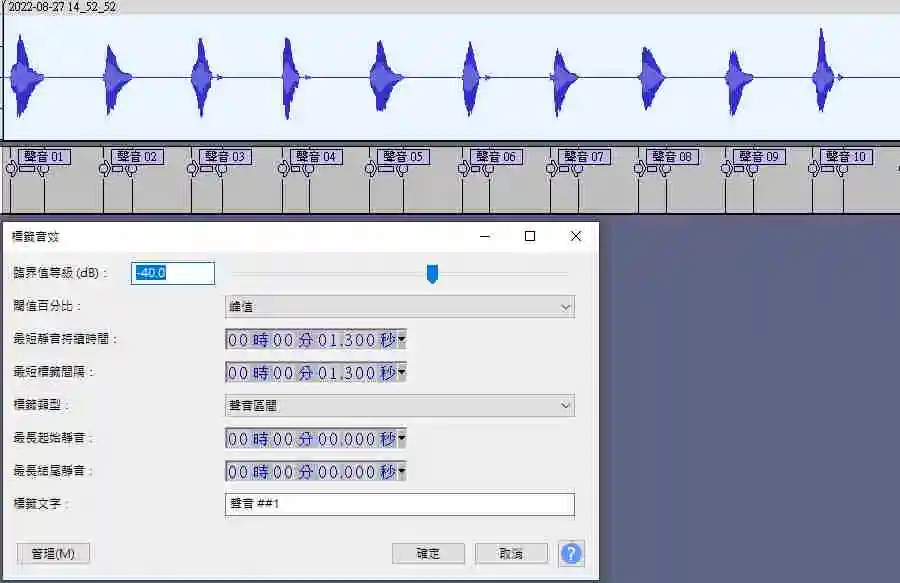 2022-08-27 14_52_52
聲音 01 聲音 02 聲音 03 聲音 04 聲音 05 聲音 06 聲音 07 聲音 08 聲音 09 聲音 10
標籤音效
臨界值等級 (dB)： -40.0
閾值百分比： 峰值
最短靜音持續時間： 00 時 00 分 01.300 秒
最短標籤間隔： 00 時 00 分 01.300 秒
標籤類型： 聲音區間
最長起始靜音： 00 時 00 分 00.000 秒
最長結尾靜音： 00 時 00 分 00.000 秒
標籤文字： 聲音 ##1
管理(M) 確定 取消 ?